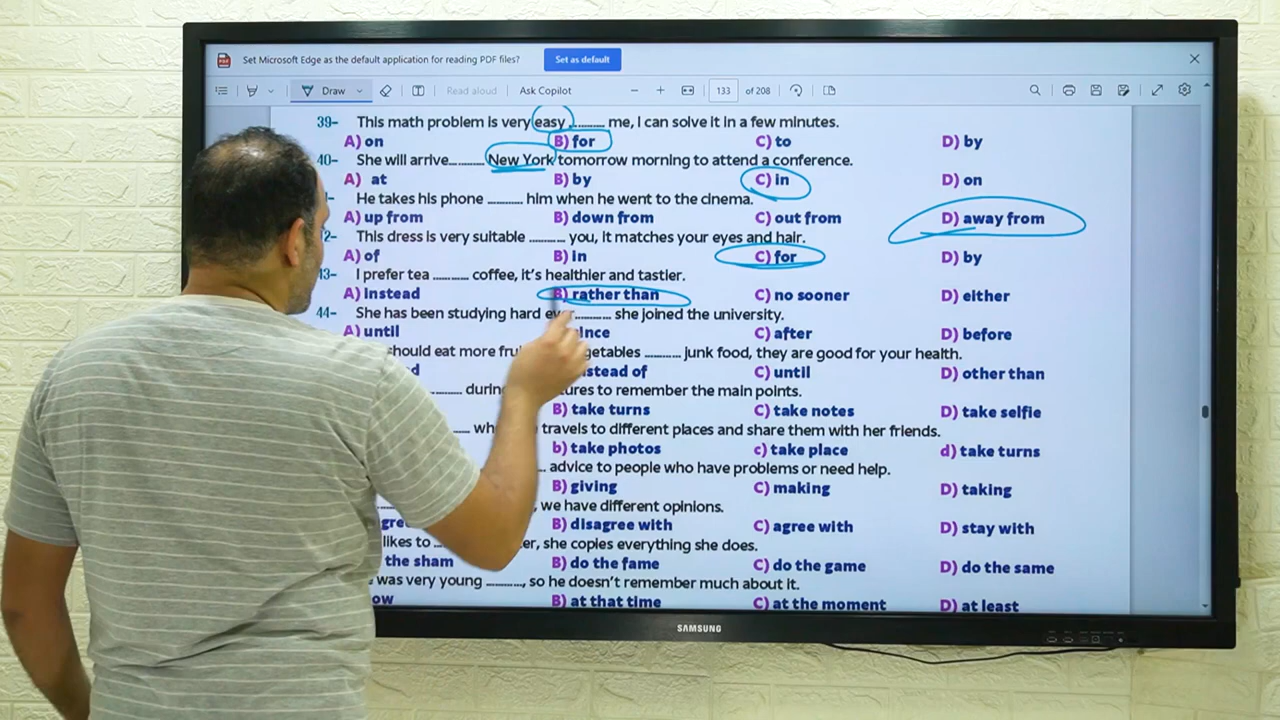 Set Microsoft Edge as the default application for reading PDF files? Set as default
Draw Read aloud Ask Copilot 133 of 208
39- This math problem is very easy .......... me, I can solve it in a few minutes.
A) on B) for C) to D) by
40- She will arrive.......... New York tomorrow morning to attend a conference.
A) at B) by C) in D) on
He takes his phone .......... him when he went to the cinema.
A) up from B) down from C) out from D) away from
This dress is very suitable .......... you, it matches your eyes and hair.
A) of B) in C) for D) by
I prefer tea .......... coffee, it's healthier and tastier.
A) instead B) rather than C) no sooner D) either
44- She has been studying hard .......... she joined the university.
A) until C) after D) before
should eat more .......... junk food, they are good for your health.
C) until D) other than
.......... to remember the main points.
B) take turns C) take notes D) take selfie
travels to different places and share them with her friends.
b) take photos c) take place d) take turns
advice to people who have problems or need help.
B) giving C) making D) taking
, we have different opinions.
B) disagree with C) agree with D) stay with
likes to , she copies everything she does.
the sham B) do the fame C) do the game D) do the same
was very young .........., so he doesn't remember much about it.
B) at that time C) at the moment D) at least
SAMSUNG